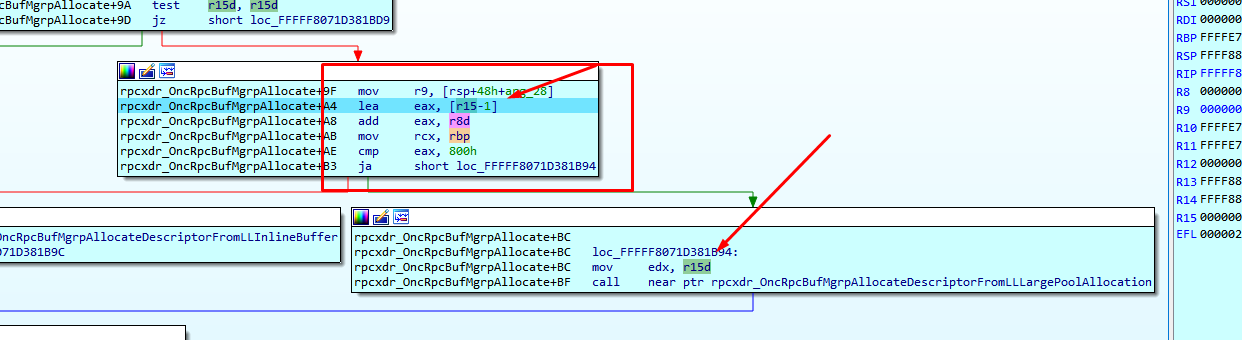 cBufMgrpAllocate+9A test r15d, r15d
cBufMgrpAllocate+9D jz short loc_FFFFF8071D381BD9
rpcxdr_OncRpcBufMgrpAllocate+9F mov r9, [rsp+48h+arg_28]
rpcxdr_OncRpcBufMgrpAllocate+A4 lea eax, [r15-1]
rpcxdr_OncRpcBufMgrpAllocate+A8 add eax, r8d
rpcxdr_OncRpcBufMgrpAllocate+AB mov rcx, rbp
rpcxdr_OncRpcBufMgrpAllocate+AE cmp eax, 800h
rpcxdr_OncRpcBufMgrpAllocate+B3 ja short loc_FFFFF8071D381B94
OncRpcBufMgrpAllocateDescriptorFromLLInlineBuffer
071D381B9C
rpcxdr_OncRpcBufMgrpAllocate+BC
rpcxdr_OncRpcBufMgrpAllocate+BC loc_FFFFF8071D381B94:
rpcxdr_OncRpcBufMgrpAllocate+BC mov edx, r15d
rpcxdr_OncRpcBufMgrpAllocate+BF call near ptr rpcxdr_OncRpcBufMgrpAllocateDescriptorFromLLLargePoolAllocation
RSI 000000
RDI 000000
RBP FFFFE7
RSP FFFF88
RIP FFFFF8
R8 000000
R9 000000
R10 FFFFE7
R11 FFFFE7
R12 000000
R13 FFFF88
R14 FFFF88
R15 000000
EFL 000002